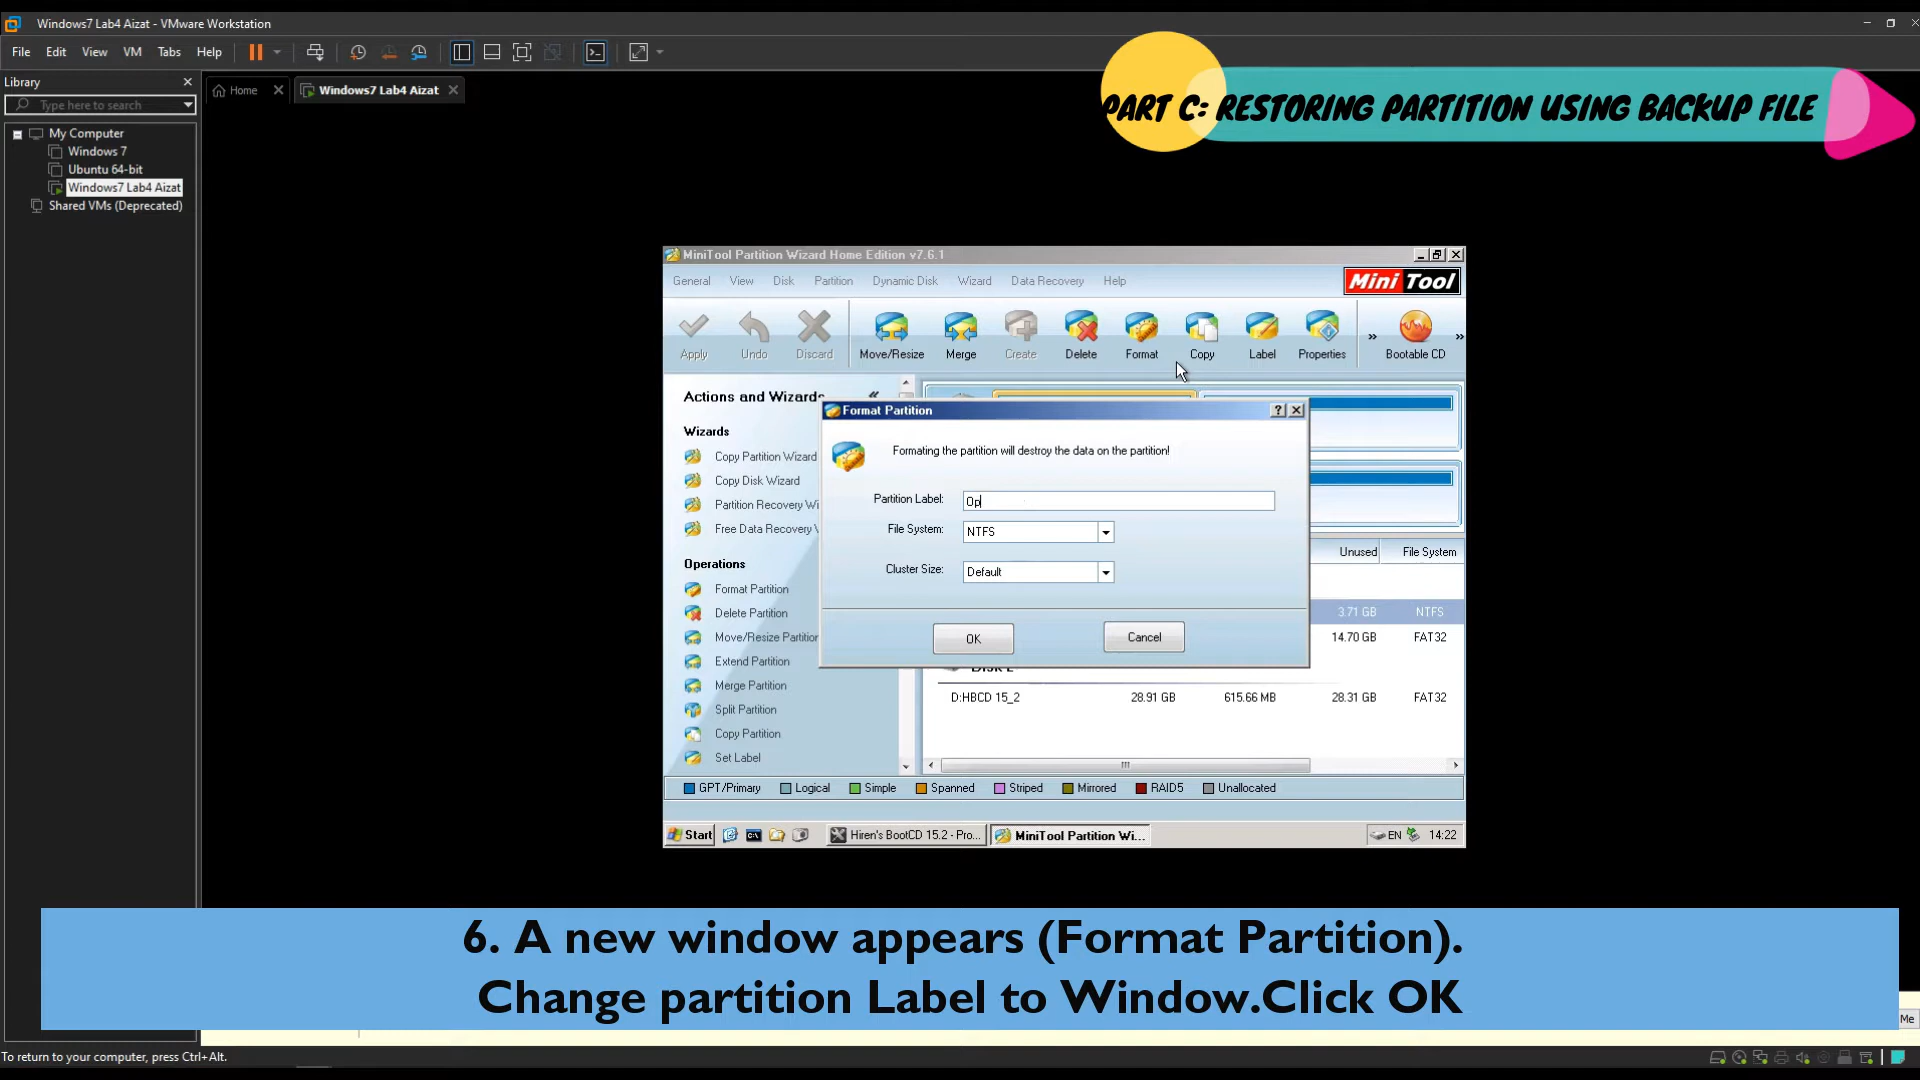 Windows7 Lab4 Aizat - VMware Workstation
File Edit View VM Tabs Help
Library
Type here to search
My Computer
Windows 7
Ubuntu 64-bit
Windows7 Lab4 Aizat
Shared VMs (Deprecated)
Home
Windows7 Lab4 Aizat
PART C: RESTORING PARTITION USING BACKUP FILE
MiniTool Partition Wizard Home Edition v7.6.1
General View Disk Partition Dynamic Disk Wizard Data Recovery Help
Mini Tool
Apply Undo Discard Move/Resize Merge Create Delete Format Copy Label Properties » Bootable CD »
Actions and Wizards
Wizards
Copy Partition Wizard
Copy Disk Wizard
Partition Recovery Wi
Free Data Recovery W
Operations
Format Partition
Delete Partition
Move/Resize Partition
Extend Partition
Merge Partition
Split Partition
Copy Partition
Set Label
Format Partition
Formating the partition will destroy the data on the partition!
Partition Label: Op
File System: NTFS
Cluster Size: Default
OK Cancel
Unused File System
3.71 GB NTFS
14.70 GB FAT32
D:HBCD 15_2 28.91 GB 615.66 MB 28.31 GB FAT32
GPT/Primary Logical Simple Spanned Striped Mirrored RAID5 Unallocated
Start Hiren's BootCD 15.2 - Pro... MiniTool Partition Wi... EN 14:22
6. A new window appears (Format Partition).
Change partition Label to Window.Click OK
Me
To return to your computer, press Ctrl+Alt.